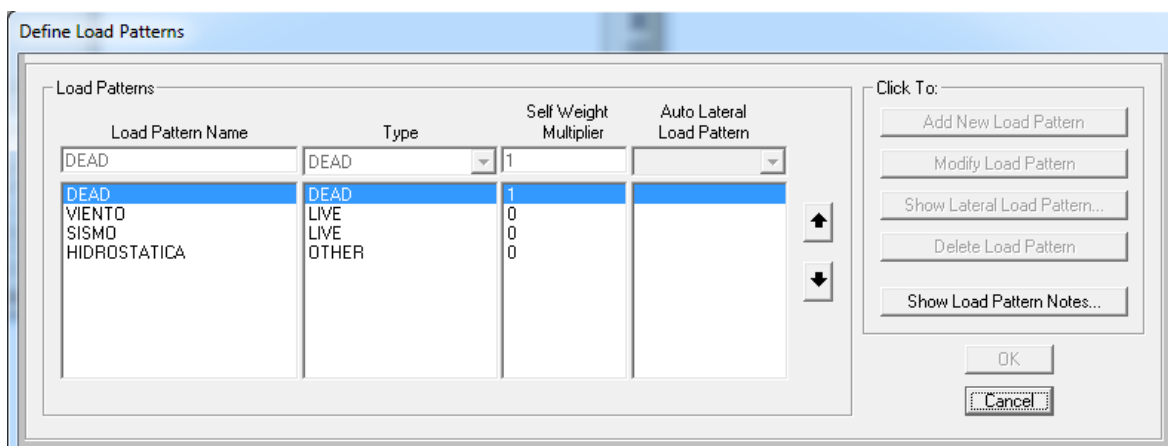 Define Load Patterns
Load Patterns
Load Pattern Name
Type
Self Weight
Multiplier
Auto Lateral
Load Pattern
DEAD DEAD 1
DEAD DEAD 1
VIENTO LIVE 0
SISMO LIVE 0
HIDROSTATICA OTHER 0
Click To:
Add New Load Pattern
Modify Load Pattern
Show Lateral Load Pattern...
Delete Load Pattern
Show Load Pattern Notes...
OK
Cancel